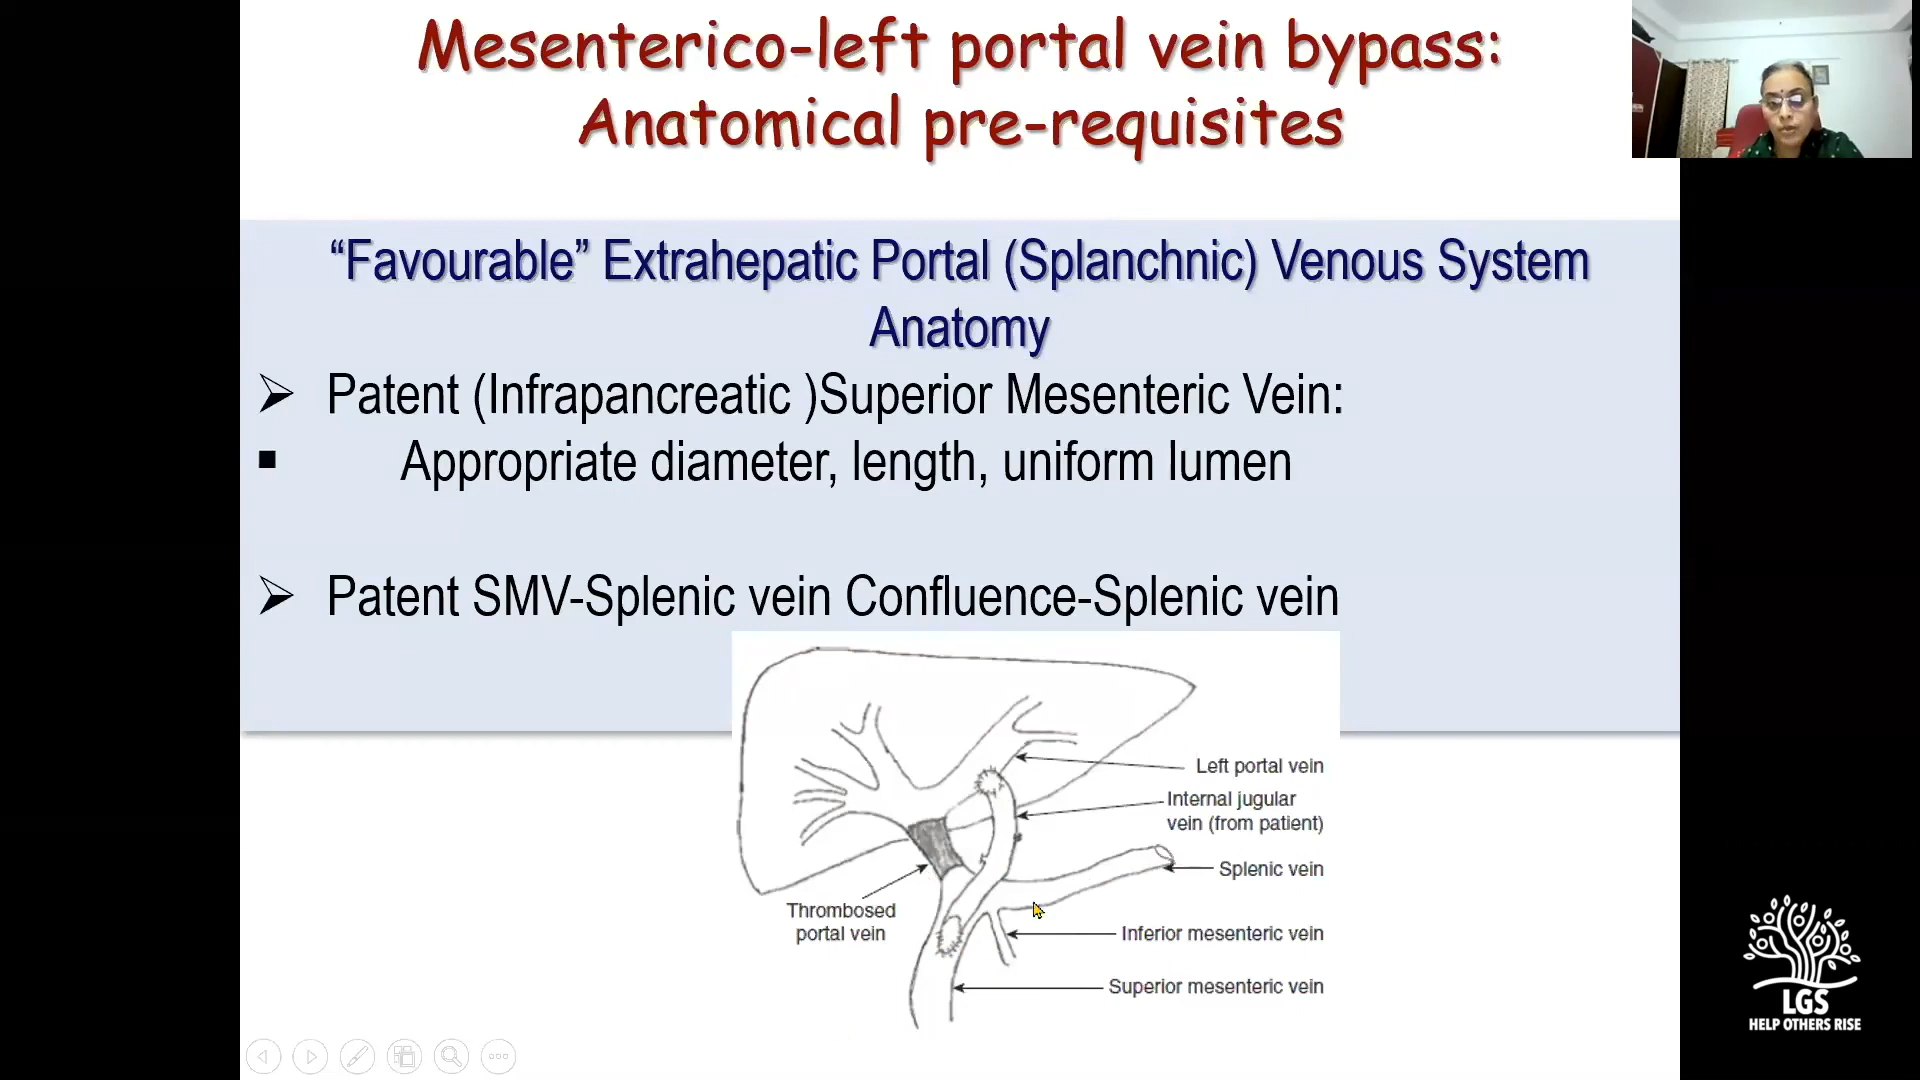 Mesenterico-left portal vein bypass:
Anatomical pre-requisites
“Favourable” Extrahepatic Portal (Splanchnic) Venous System
Anatomy
➢ Patent (Infrapancreatic )Superior Mesenteric Vein:
▪ Appropriate diameter, length, uniform lumen
➢ Patent SMV-Splenic vein Confluence-Splenic vein
Left portal vein
Internal jugular
vein (from patient)
Splenic vein
Thrombosed
portal vein
Inferior mesenteric vein
Superior mesenteric vein
LGS
HELP OTHERS RISE